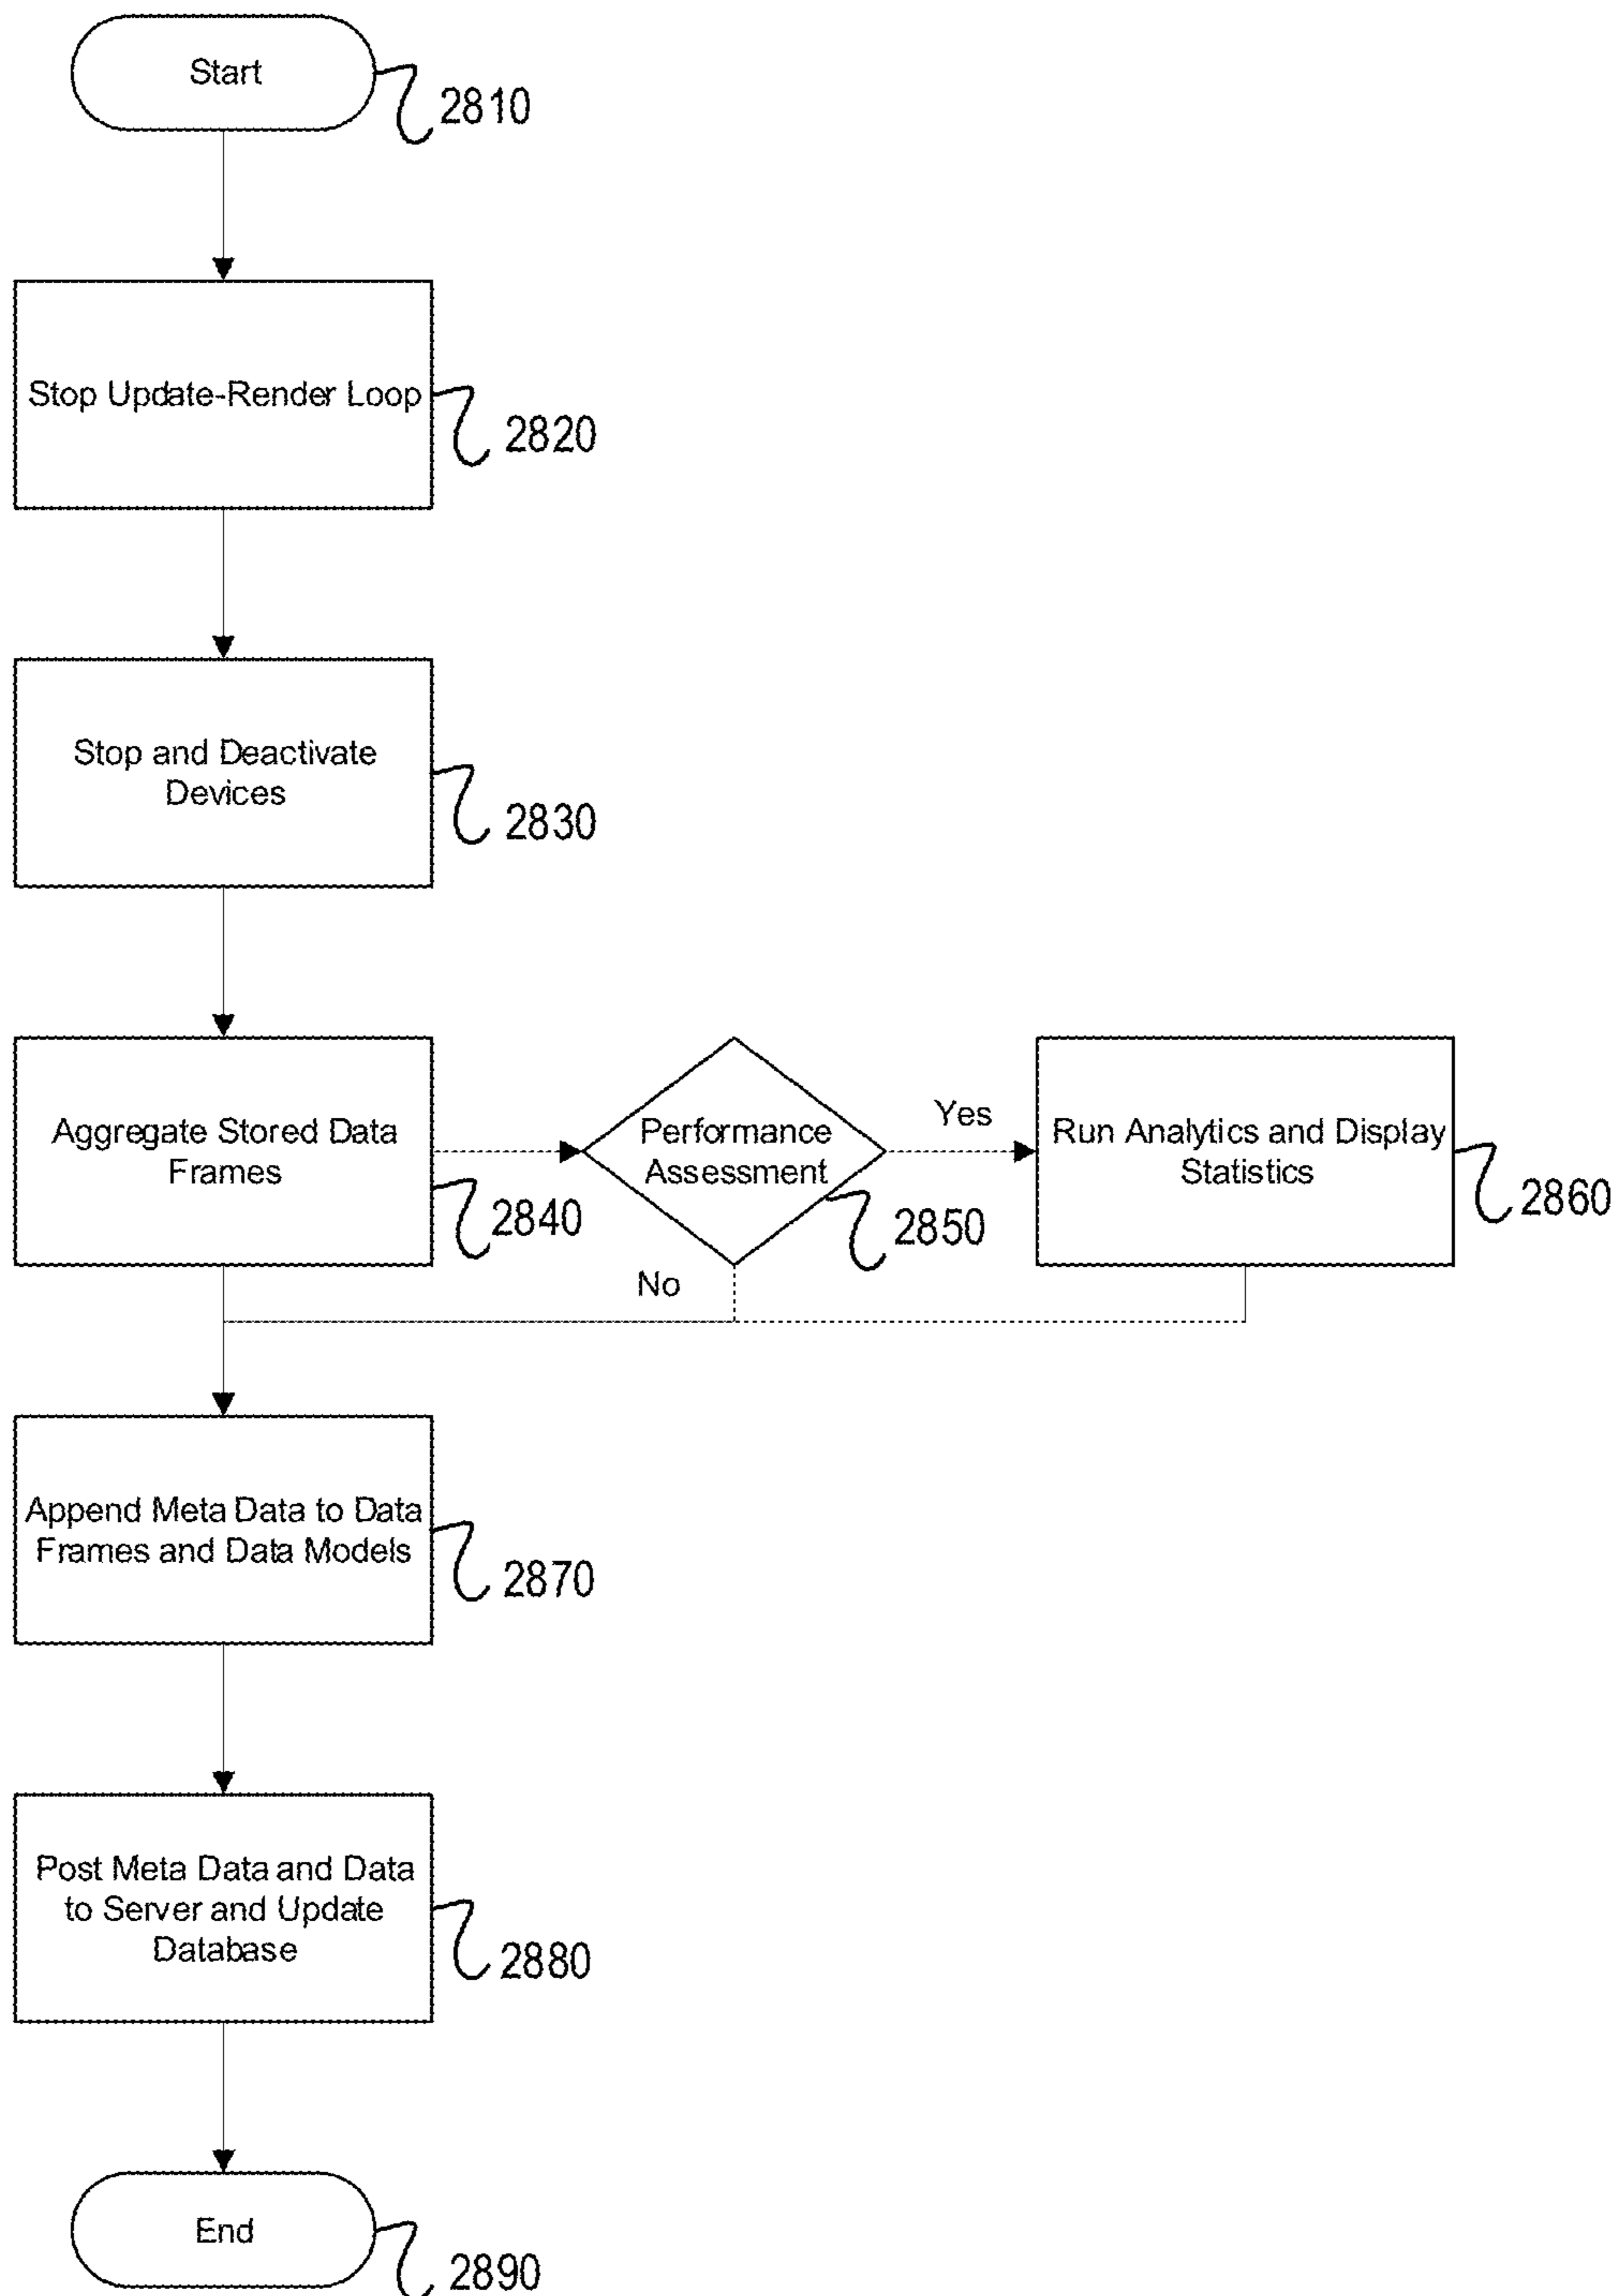 Start
2810
Stop Update-Render Loop
2820
Stop and Deactivate
Devices
2830
Aggregate Stored Data
Frames
2840
Performance
Assessment
2850
Yes
No
Run Analytics and Display
Statistics
2860
Append Meta Data to Data
Frames and Data Models
2870
Post Meta Data and Data
to Server and Update
Database
2880
End
2890